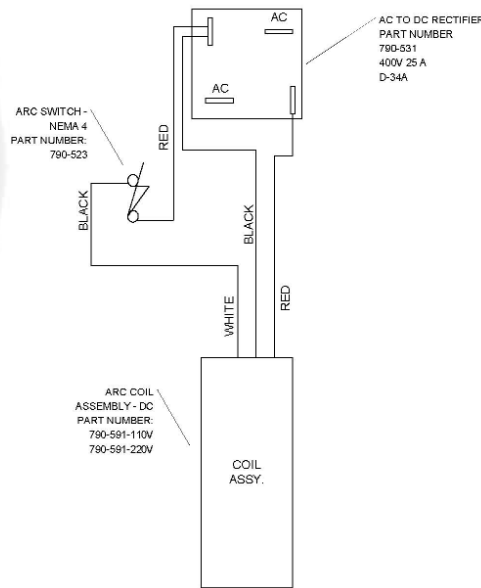 AC
AC TO DC RECTIFIER
PART NUMBER
790-531
400V 25 A
D-34A
AC
ARC SWITCH -
NEMA 4
PART NUMBER:
790-523
RED
BLACK
BLACK
WHITE
RED
ARC COIL
ASSEMBLY - DC
PART NUMBER:
790-591-110V
790-591-220V
COIL
ASSY.